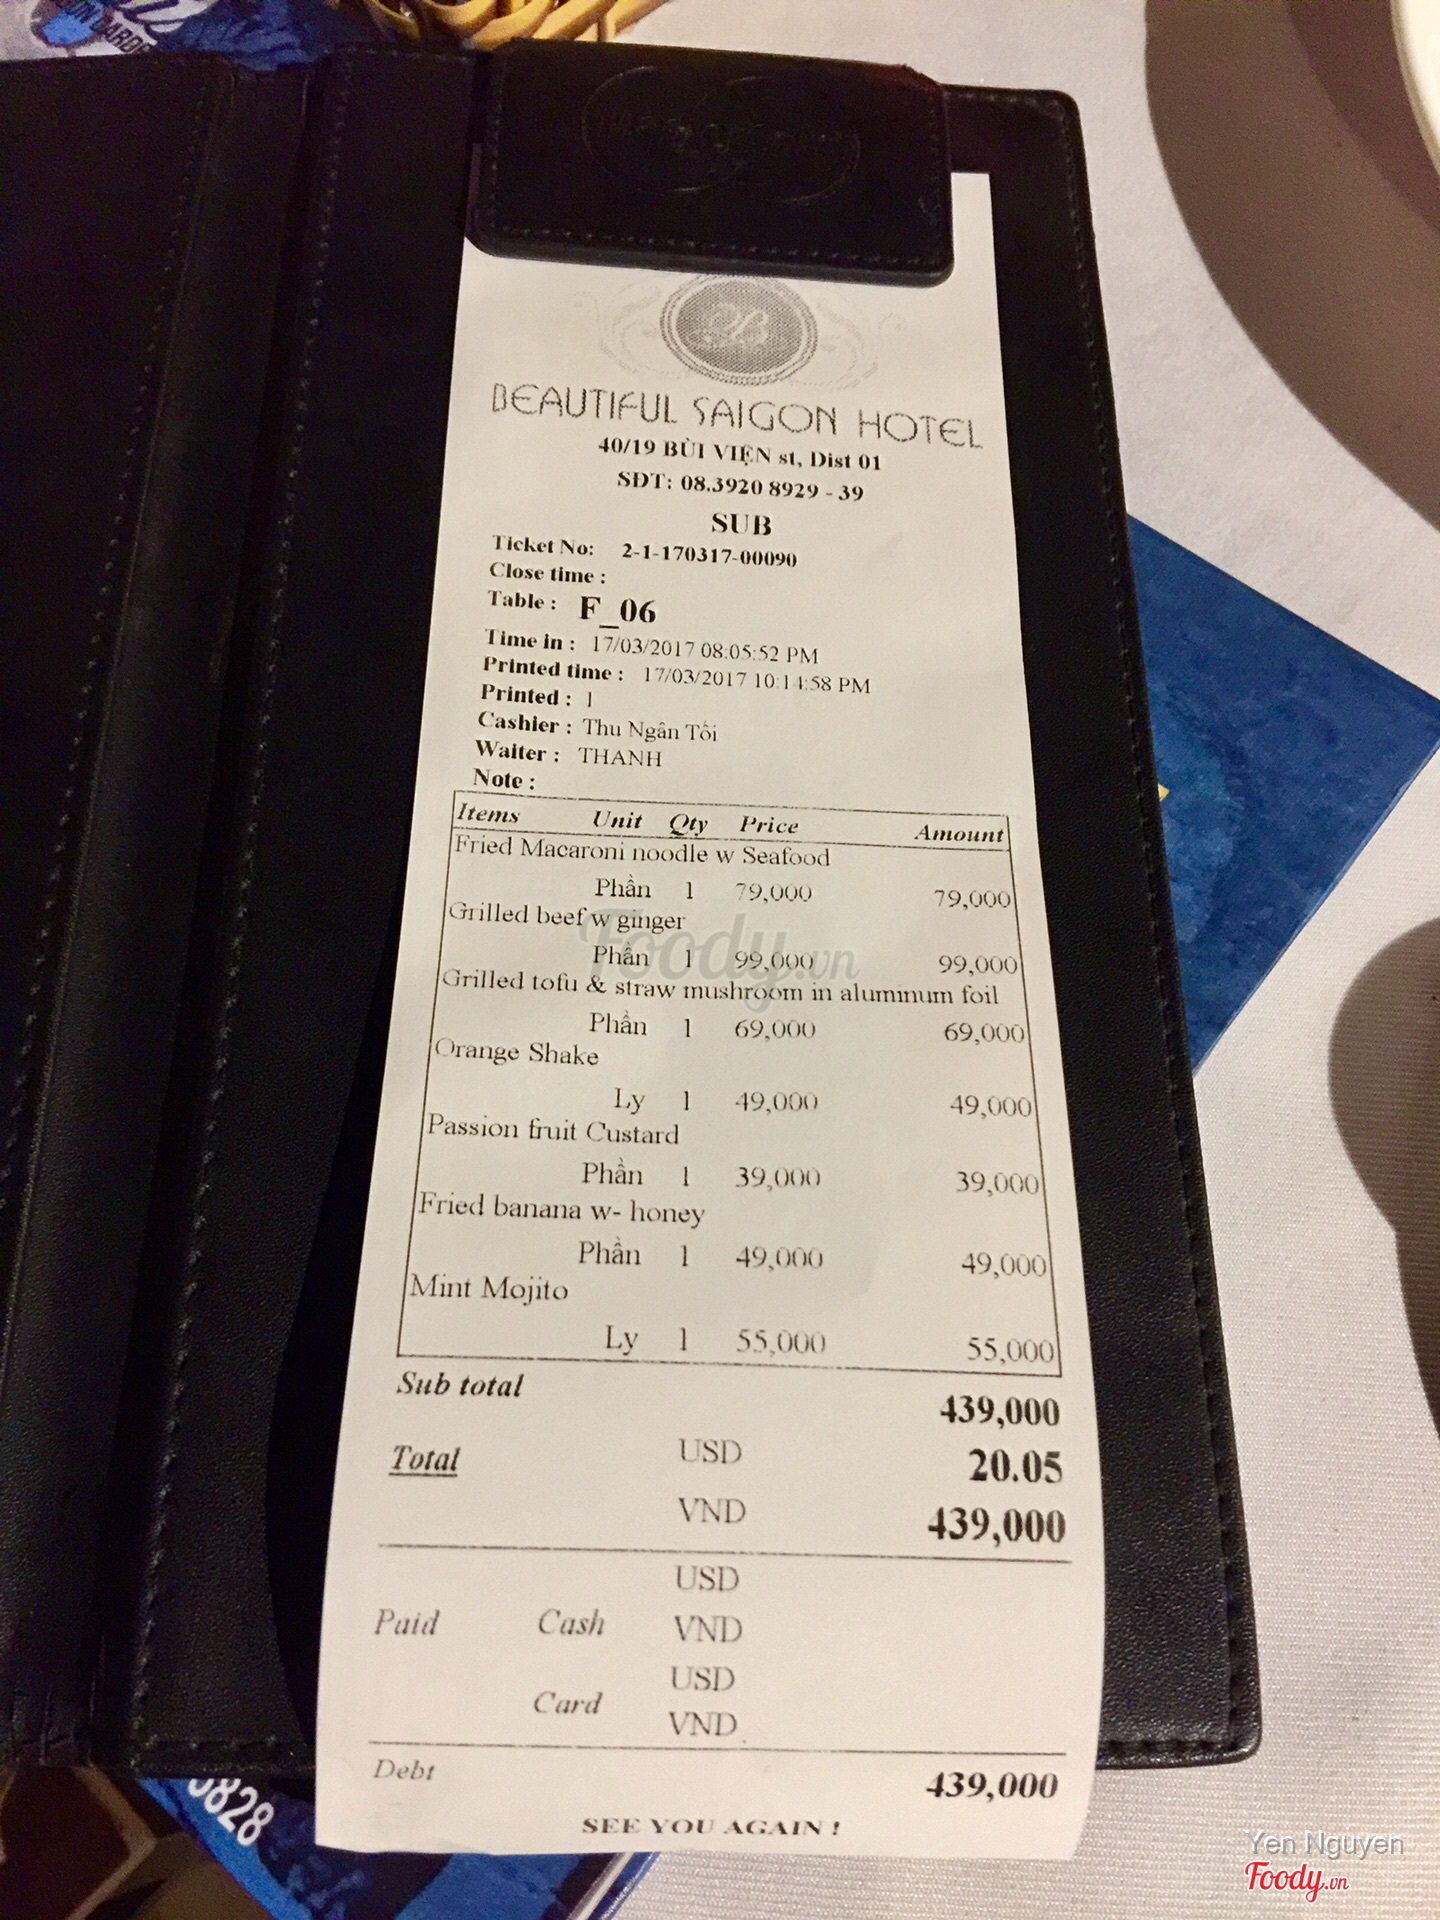 BEAUTIFUL SAIGON HOTEL
40/19 BÙI VIỆN st, Dist 01
SĐT: 08.3920 8929 - 39
SUB
Ticket No: 2-1-170317-00090
Close time :
Table : F_06
Time in : 17/03/2017 08:05:52 PM
Printed time : 17/03/2017 10:14:58 PM
Printed : 1
Cashier : Thu Ngân Tối
Waiter : THANH
Note :
Items Unit Qty Price Amount
Fried Macaroni noodle w Seafood
Phần 1 79,000 79,000
Grilled beef w ginger
Phần 1 99,000 99,000
Grilled tofu & straw mushroom in aluminum foil
Phần 1 69,000 69,000
Orange Shake
Ly 1 49,000 49,000
Passion fruit Custard
Phần 1 39,000 39,000
Fried banana w- honey
Phần 1 49,000 49,000
Mint Mojito
Ly 1 55,000 55,000
Sub total 439,000
Total USD 20.05
VND 439,000
USD
Paid Cash VND
USD
Card VND
Debt 439,000
SEE YOU AGAIN !
Foody.vn
8828
Yen Nguyen
Foody.vn